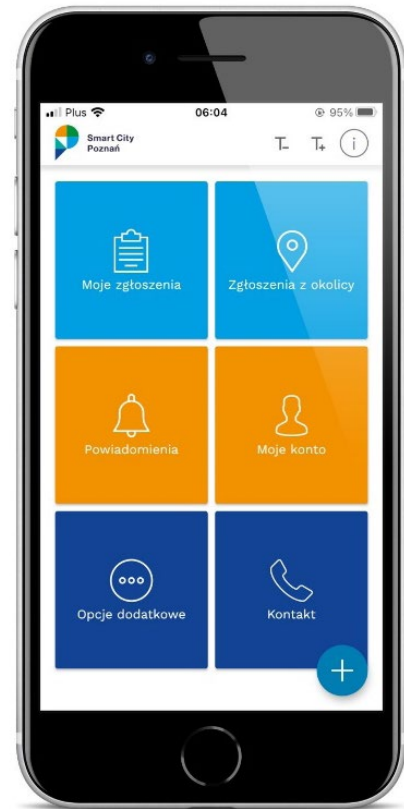 Plus 06:04 95%
Smart City
Poznań
T- T+ i
Moje zgłoszenia
Zgłoszenia z okolicy
Powiadomienia
Moje konto
Opcje dodatkowe
Kontakt
+